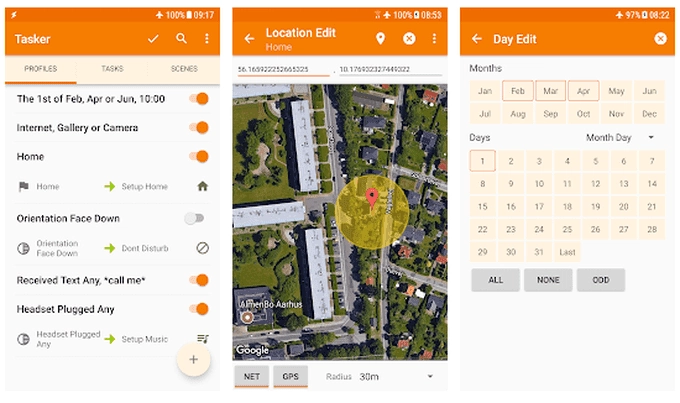 100% 09:17
Tasker
PROFILES TASKS SCENES
The 1st of Feb, Apr or Jun, 10:00
Internet, Gallery or Camera
Home
Home Setup Home
Orientation Face Down
Orientation Face Down Dont Disturb
Received Text Any, *call me*
Headset Plugged Any
Headset Plugged Any Setup Music
+
100% 08:53
Location Edit
Home
56.165922252665325 , 10.176932327449322
AlmenBo Aarhus
Google
NET GPS Radius 30m
97% 08:22
Day Edit
Months
Jan Feb Mar Apr May Jun
Jul Aug Sep Oct Nov Dec
Days Month Day
1 2 3 4 5 6 7
8 9 10 11 12 13 14
15 16 17 18 19 20 21
22 23 24 25 26 27 28
29 30 31 Last
ALL NONE ODD